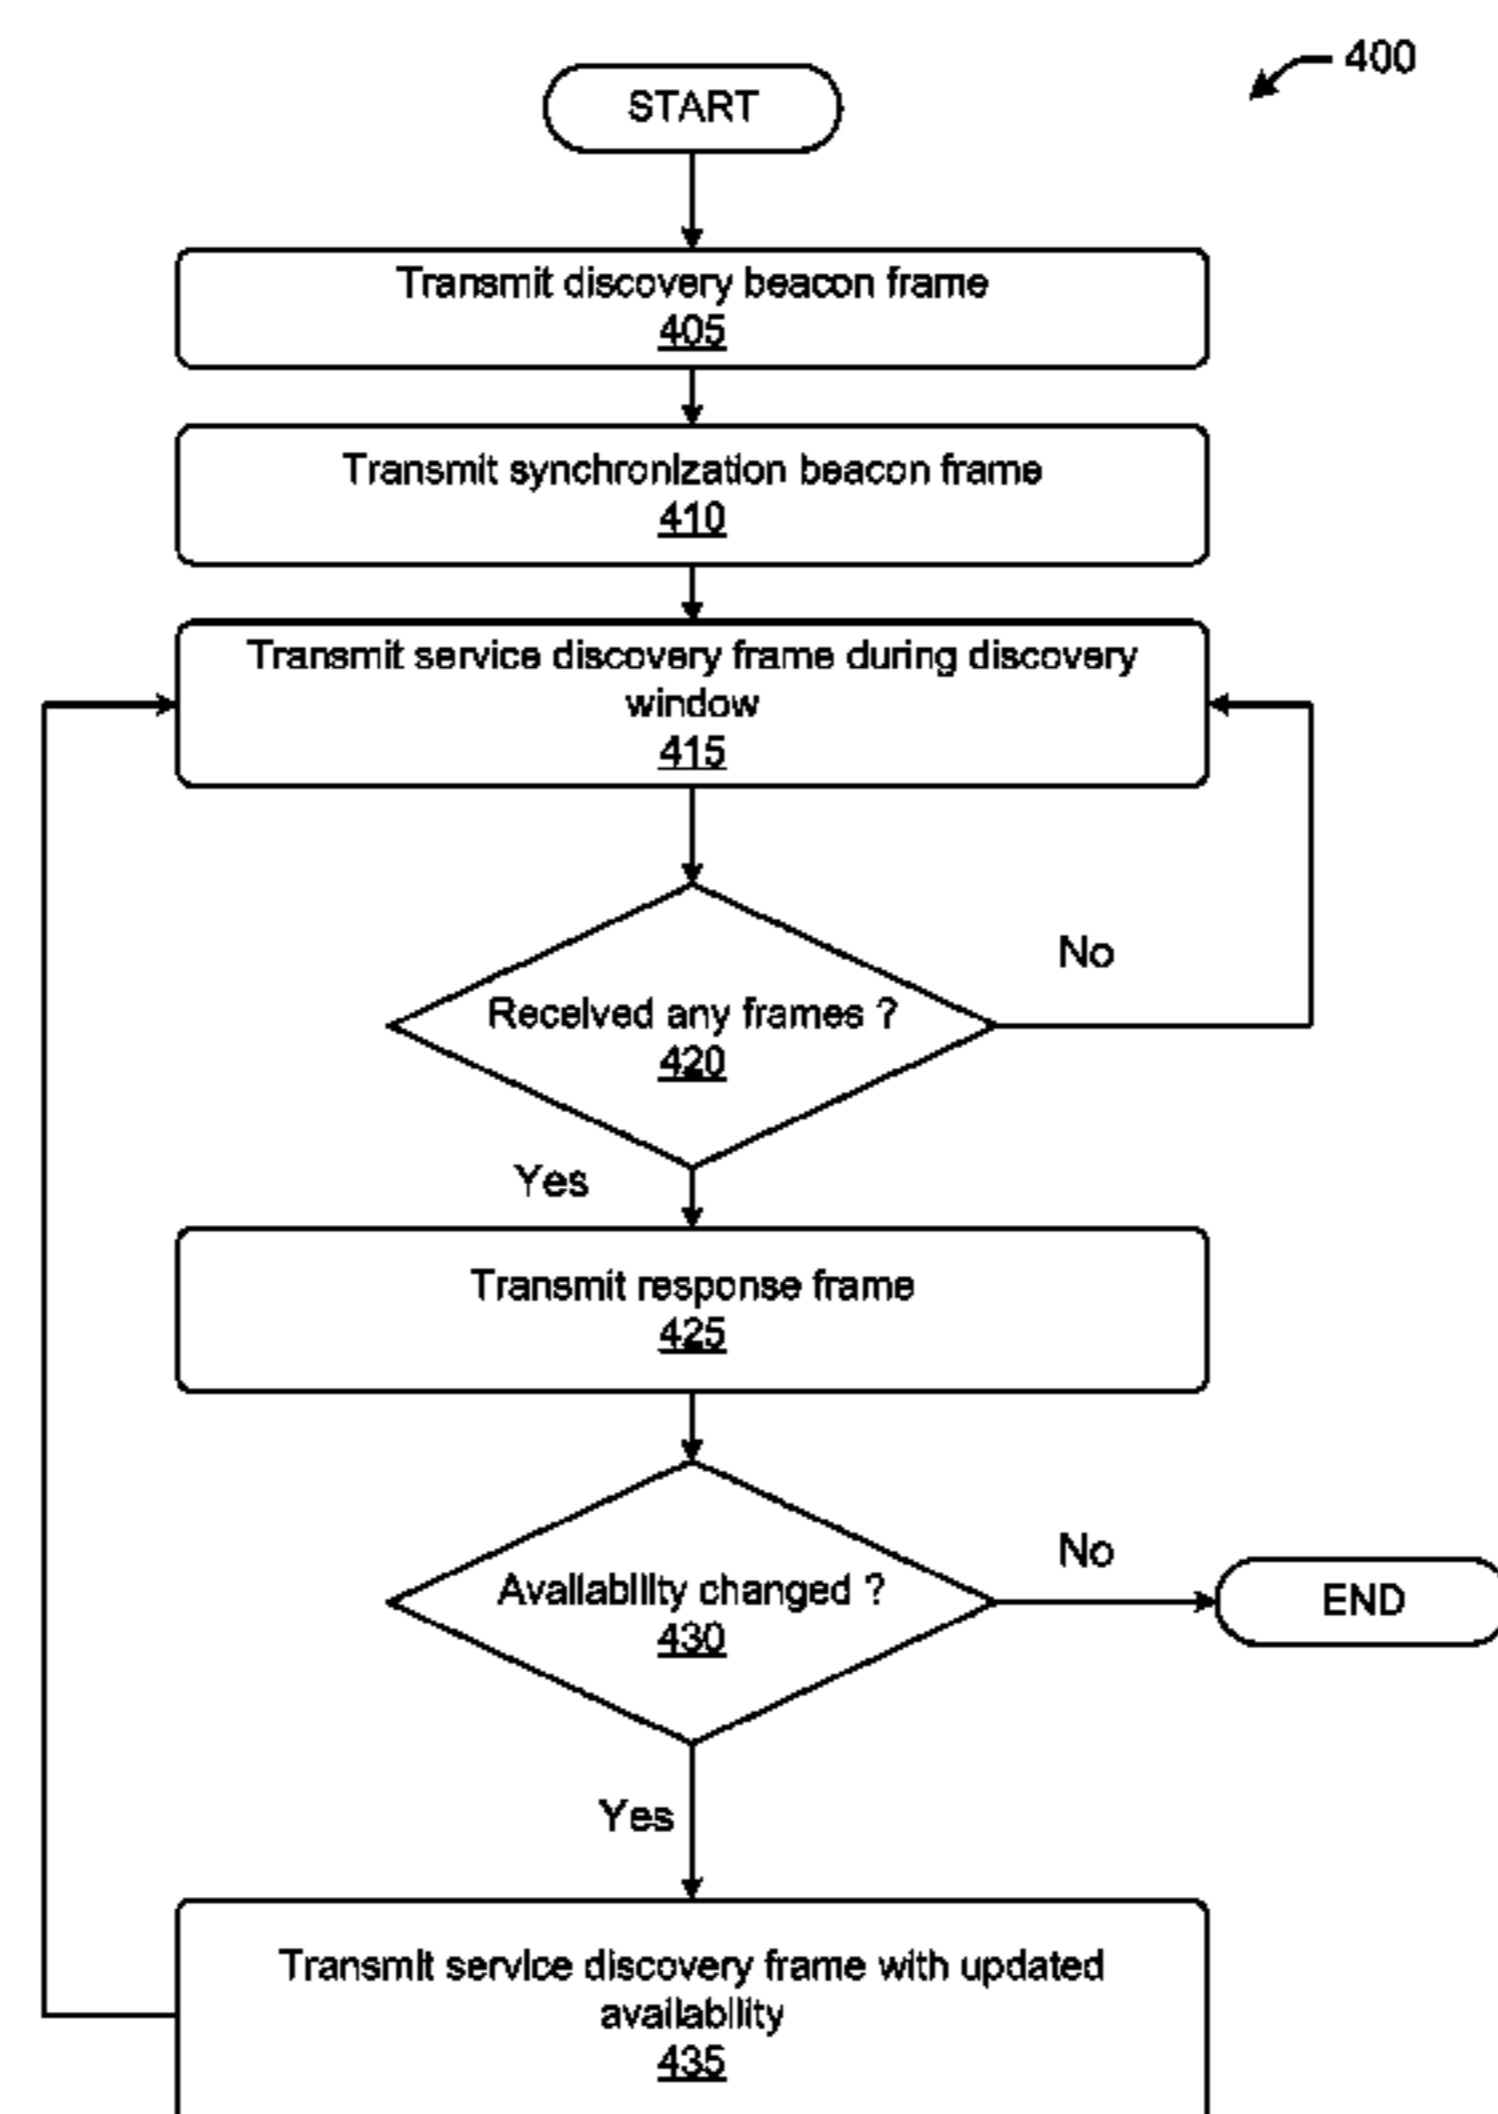 400
START
Transmit discovery beacon frame
405
Transmit synchronization beacon frame
410
Transmit service discovery frame during discovery
window
415
No
Received any frames ?
420
Yes
Transmit response frame
425
No
Availability changed ?
430
END
Yes
Transmit service discovery frame with updated
availability
435